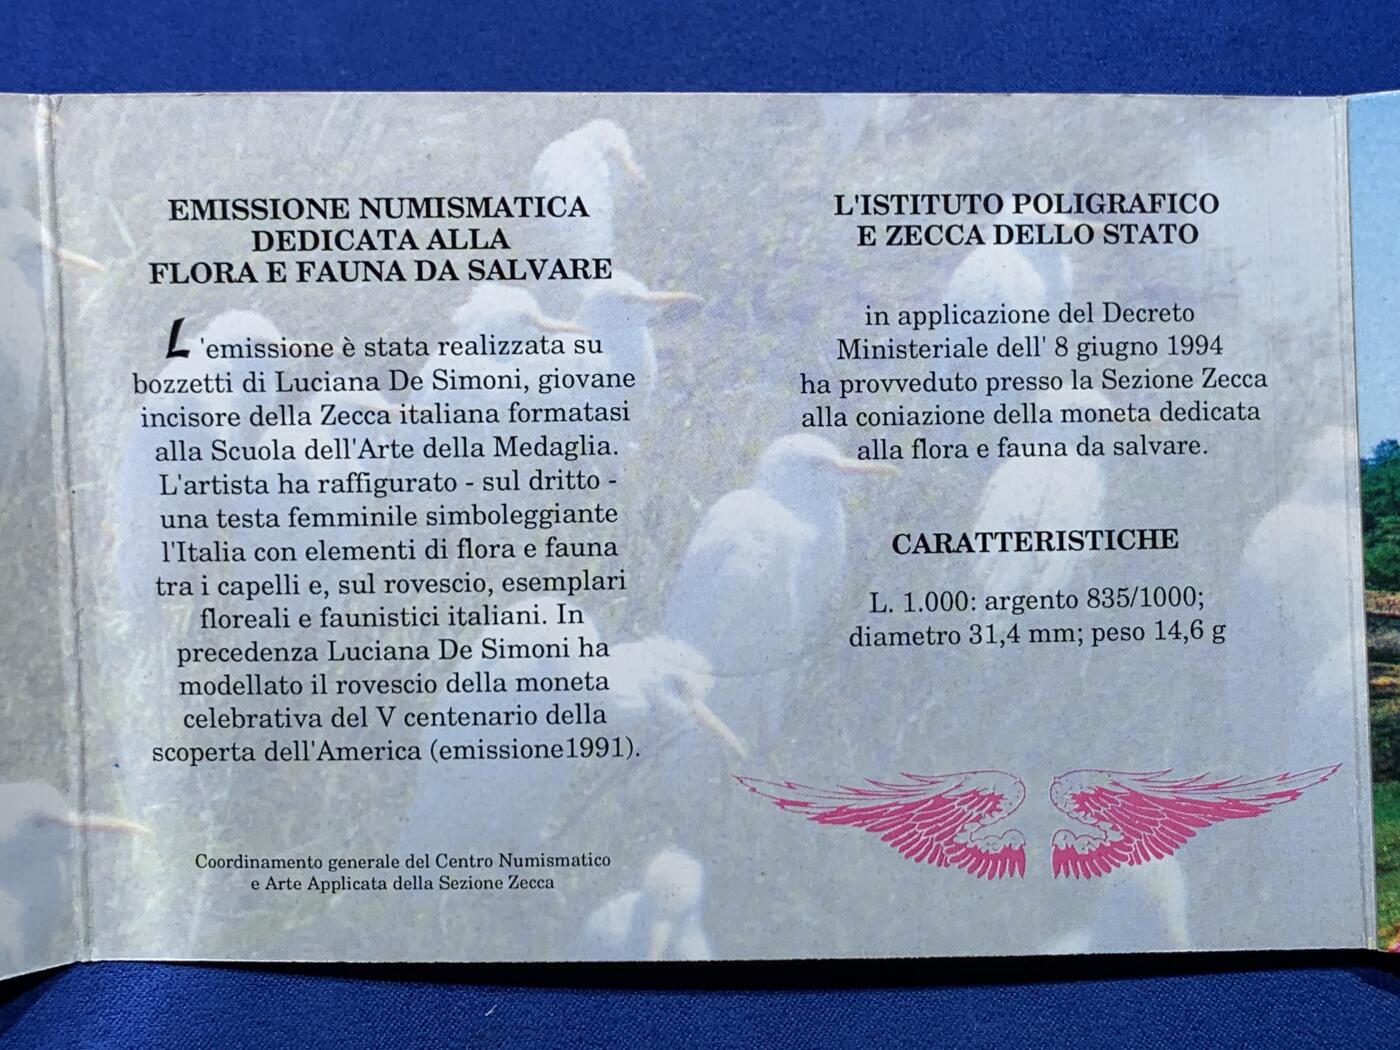 EMISSIONE NUMISMATICA
DEDICATA ALLA
FLORA E FAUNA DA SALVARE
L'emissione è stata realizzata su
bozzetti di Luciana De Simoni, giovane
incisore della Zecca italiana formatasi
alla Scuola dell'Arte della Medaglia.
L'artista ha raffigurato - sul dritto -
una testa femminile simboleggiante
l'Italia con elementi di flora e fauna
tra i capelli e, sul rovescio, esemplari
floreali e faunistici italiani. In
precedenza Luciana De Simoni ha
modellato il rovescio della moneta
celebrativa del V centenario della
scoperta dell'America (emissione1991).
Coordinamento generale del Centro Numismatico
e Arte Applicata della Sezione Zecca
L'ISTITUTO POLIGRAFICO
E ZECCA DELLO STATO
in applicazione del Decreto
Ministeriale dell' 8 giugno 1994
ha provveduto presso la Sezione Zecca
alla coniazione della moneta dedicata
alla flora e fauna da salvare.
CARATTERISTICHE
L. 1.000: argento 835/1000;
diametro 31,4 mm; peso 14,6 g